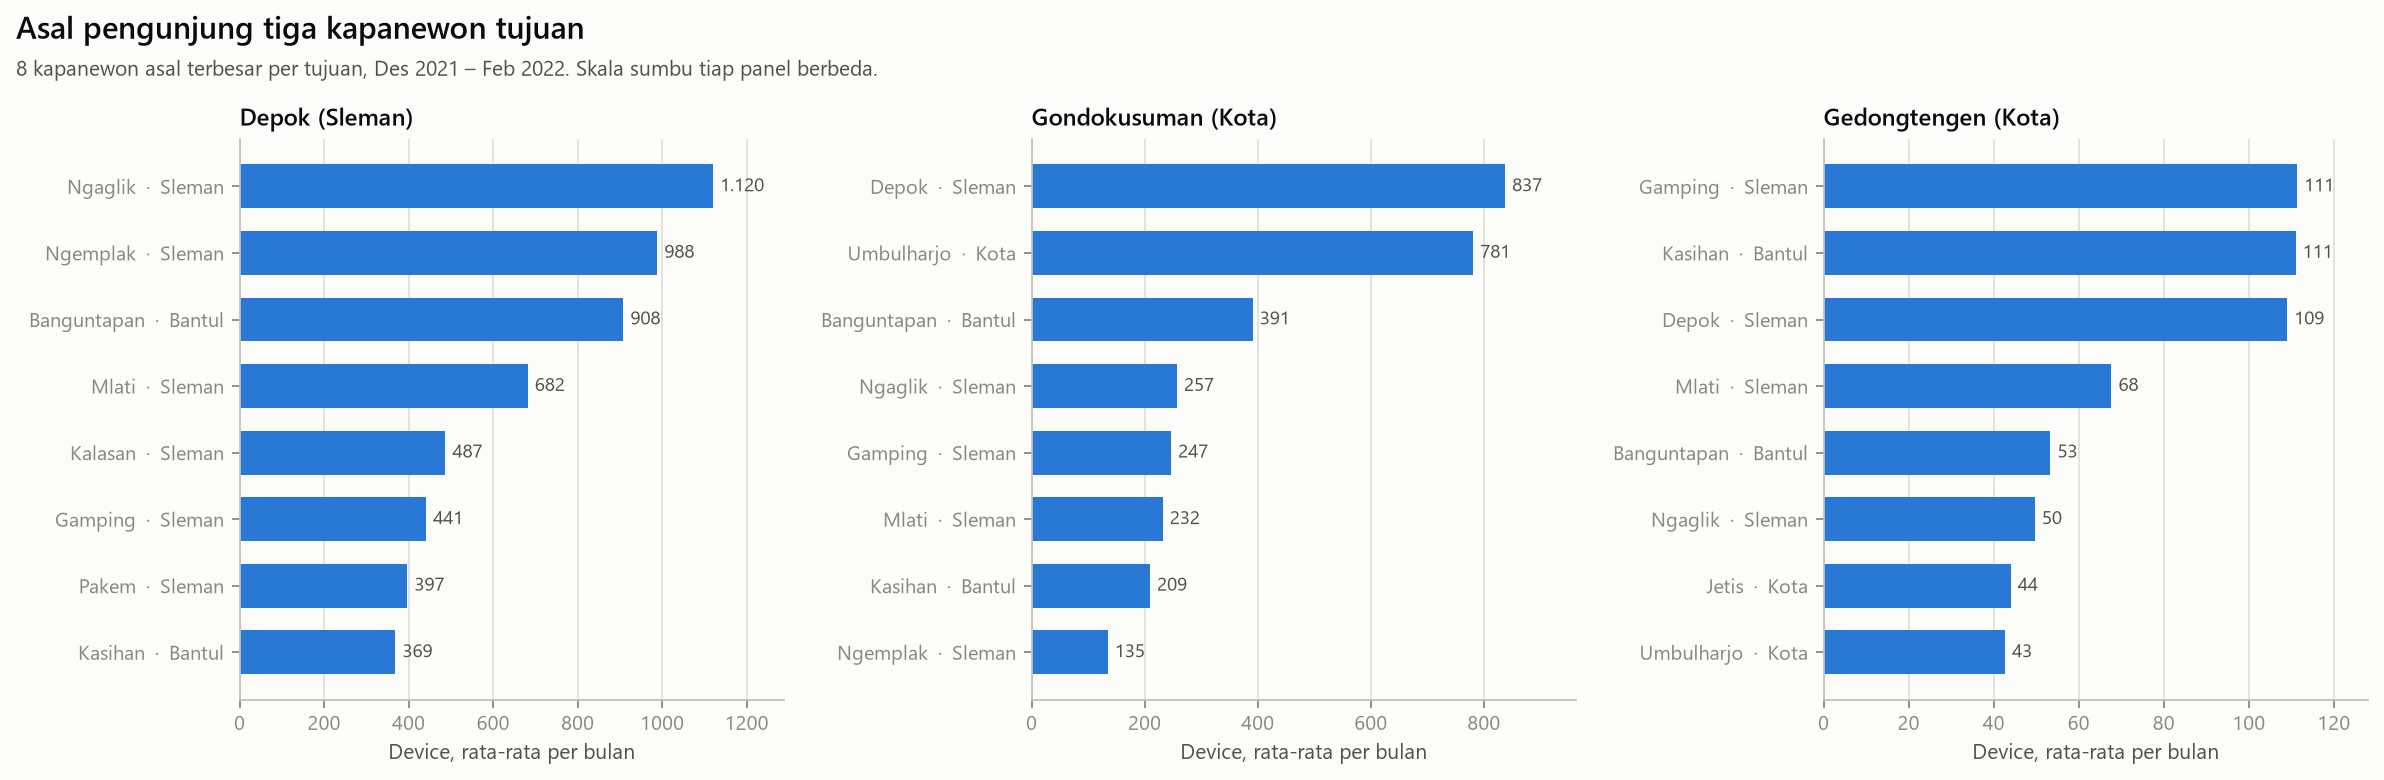 Asal pengunjung tiga kapanewon tujuan
8 kapanewon asal terbesar per tujuan, Des 2021 – Feb 2022. Skala sumbu tiap panel berbeda.
Depok (Sleman)
Ngaglik · Sleman 1.120
Ngemplak · Sleman 988
Banguntapan · Bantul 908
Mlati · Sleman 682
Kalasan · Sleman 487
Gamping · Sleman 441
Pakem · Sleman 397
Kasihan · Bantul 369
0 200 400 600 800 1000 1200
Device, rata-rata per bulan
Gondokusuman (Kota)
Depok · Sleman 837
Umbulharjo · Kota 781
Banguntapan · Bantul 391
Ngaglik · Sleman 257
Gamping · Sleman 247
Mlati · Sleman 232
Kasihan · Bantul 209
Ngemplak · Sleman 135
0 200 400 600 800
Device, rata-rata per bulan
Gedongtengen (Kota)
Gamping · Sleman 111
Kasihan · Bantul 111
Depok · Sleman 109
Mlati · Sleman 68
Banguntapan · Bantul 53
Ngaglik · Sleman 50
Jetis · Kota 44
Umbulharjo · Kota 43
0 20 40 60 80 100 120
Device, rata-rata per bulan